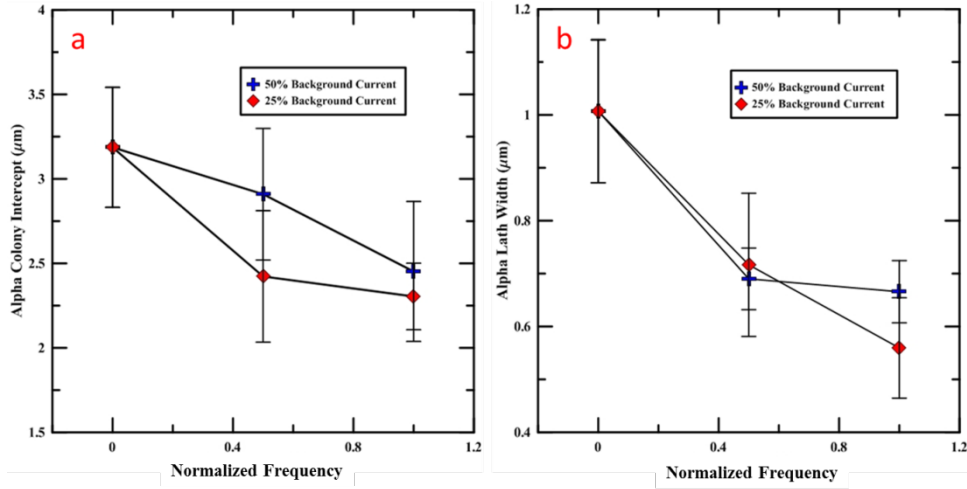 a
4
3.5
3
2.5
2
1.5
Alpha Colony Intercept (μm)
50% Background Current
25% Background Current
0
0.4
0.8
1.2
Normalized Frequency
b
1.2
1
0.8
0.6
0.4
Alpha Lath Width (μm)
50% Background Current
25% Background Current
0
0.4
0.8
1.2
Normalized Frequency